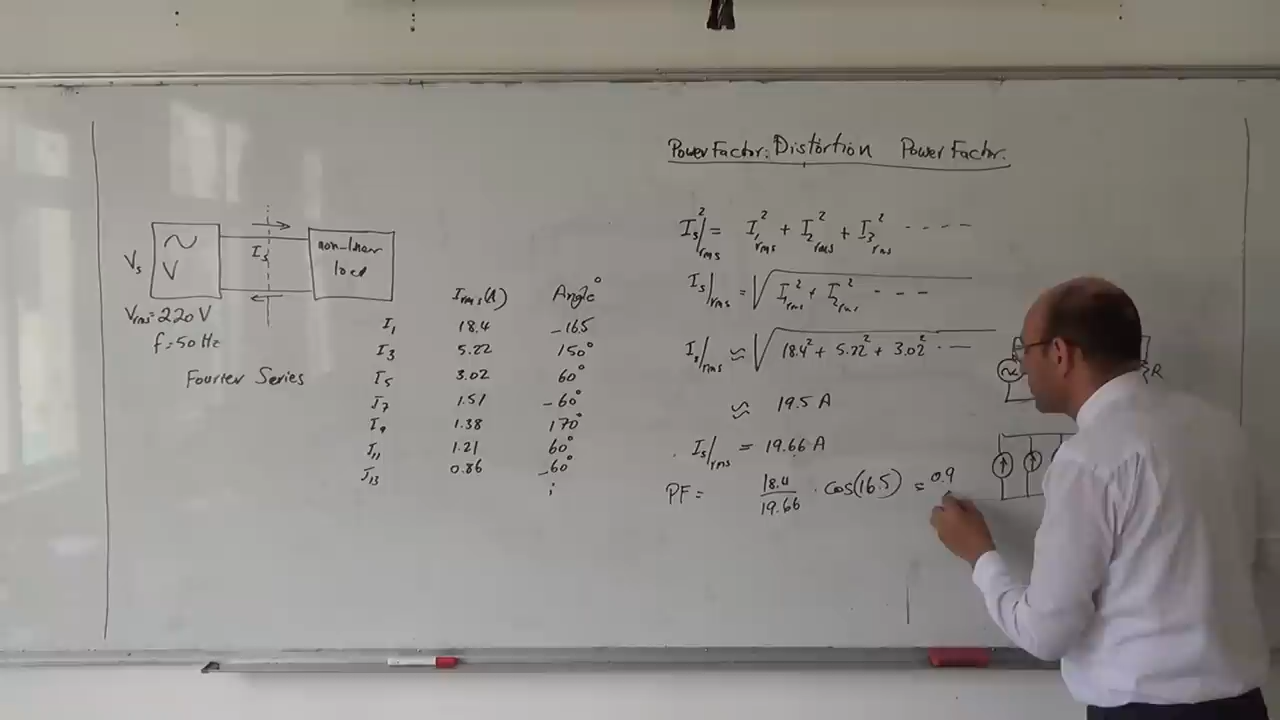 Power Factor: Distortion Power Factor.
Is²/rms = I₁²rms + I₂²rms + I₃²rms - - - -
Is/rms = √ I₁²rms + I₂²rms - - -
Is/rms ≈ √ 18.4² + 5.22² + 3.02² - - -
≈ 19.5 A
Is/rms = 19.66 A
PF = 18.4/19.66 . cos(16.5) = 0.9
Vs
V
Is
non-linear
load
Vrms = 220 V
f = 50 Hz
Fourier Series
Irms(A) Angle°
I₁ 18.4 -16.5
I₃ 5.22 150°
I₅ 3.02 60°
I₇ 1.51 -60°
I₉ 1.38 170°
I₁₁ 1.21 60°
I₁₃ 0.86 -60°
R